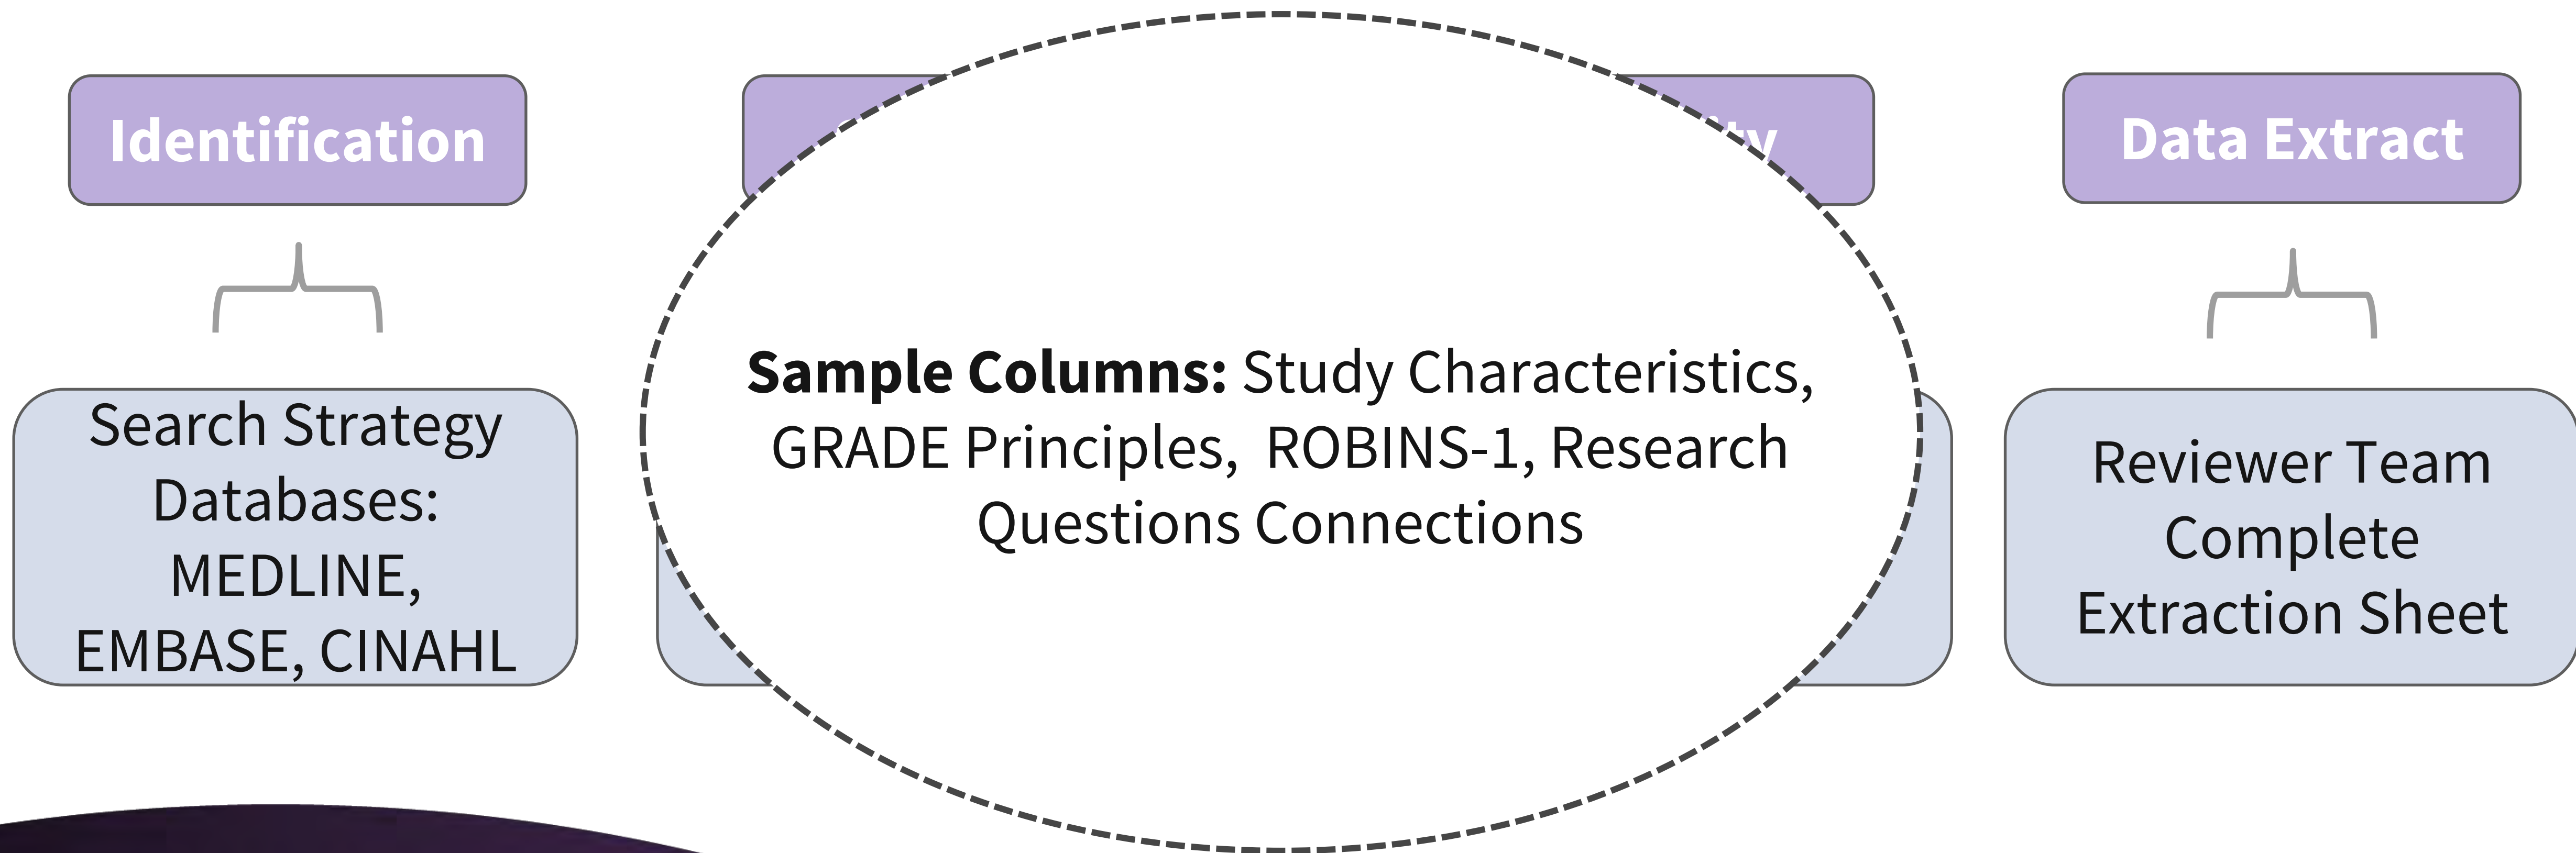 Identification
Data Extract
Search Strategy
Databases:
MEDLINE,
EMBASE, CINAHL
Sample Columns: Study Characteristics,
GRADE Principles,  ROBINS-1, Research
Questions Connections
Reviewer Team
Complete
Extraction Sheet